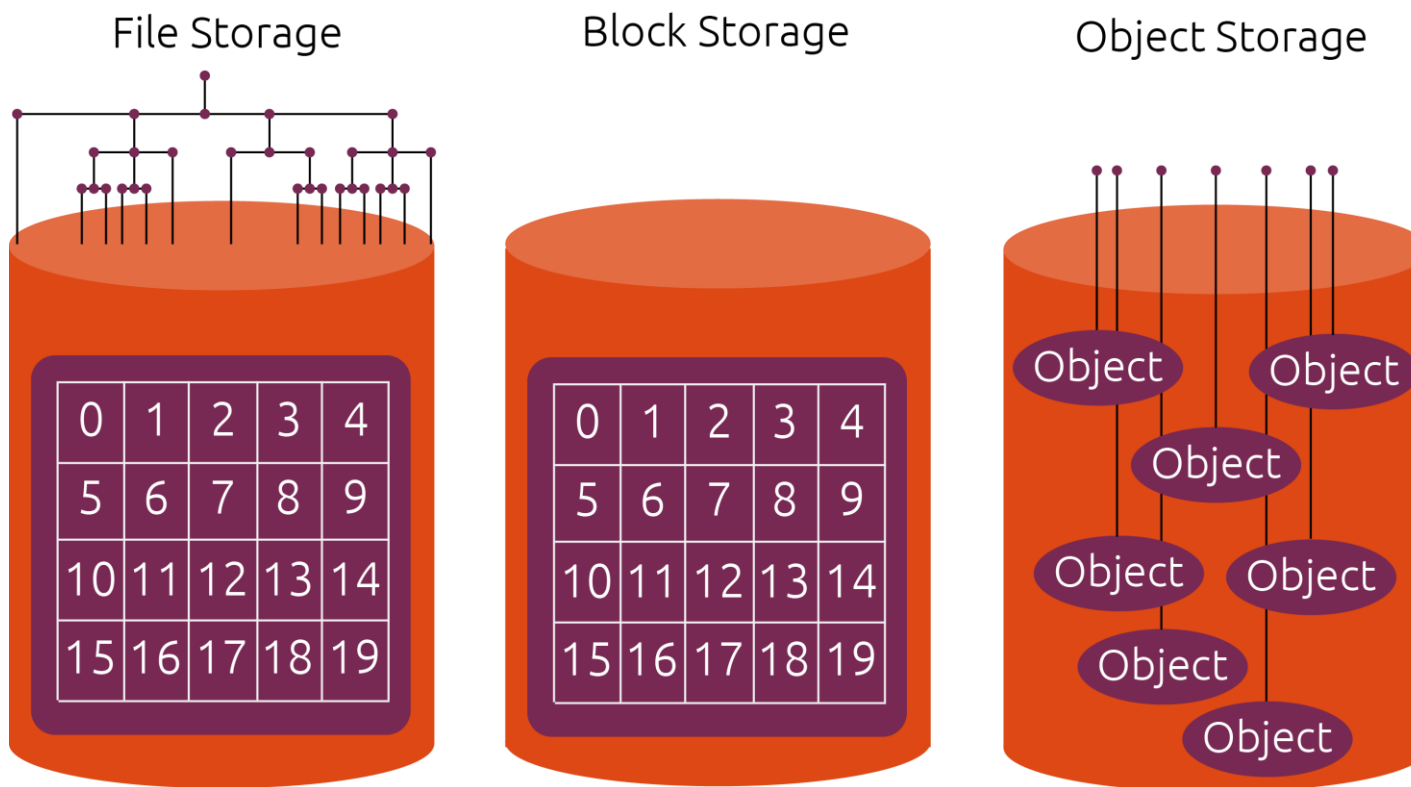 File Storage
Block Storage
Object Storage
0 1 2 3 4
5 6 7 8 9
10 11 12 13 14
15 16 17 18 19
0 1 2 3 4
5 6 7 8 9
10 11 12 13 14
15 16 17 18 19
Object
Object
Object
Object
Object
Object
Object